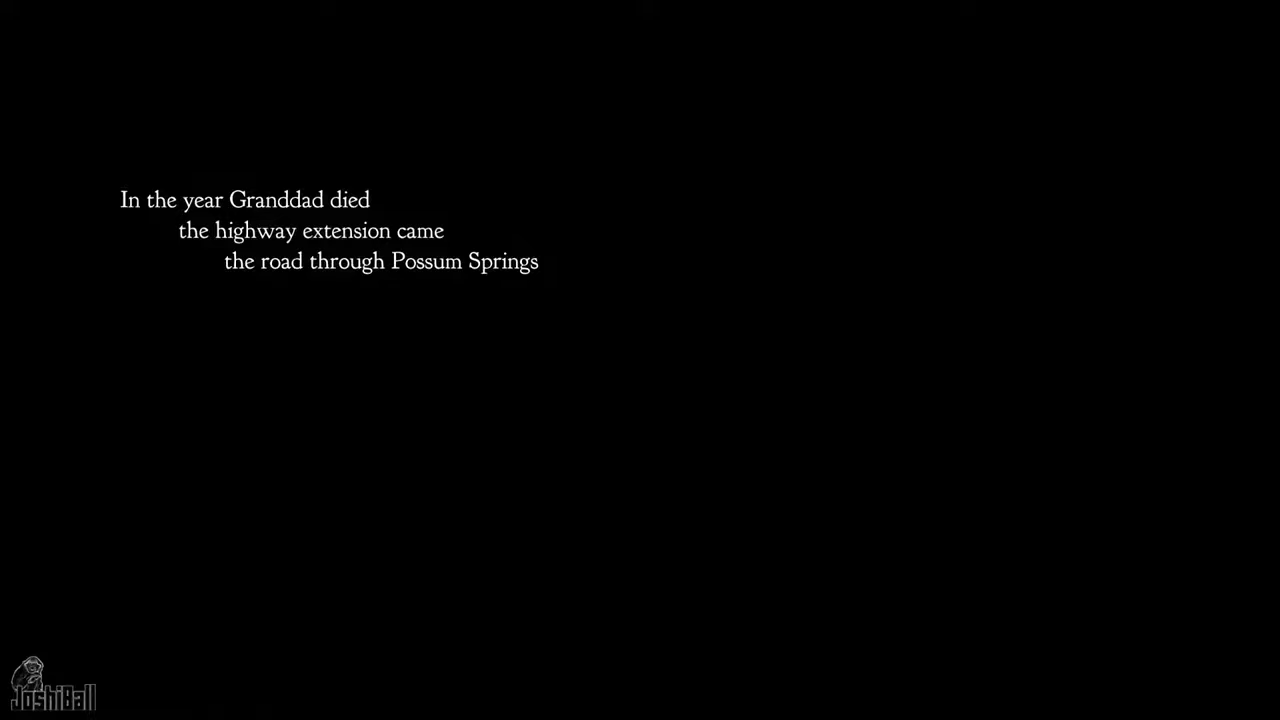 In the year Granddad died
the highway extension came
the road through Possum Springs
JoshiBall